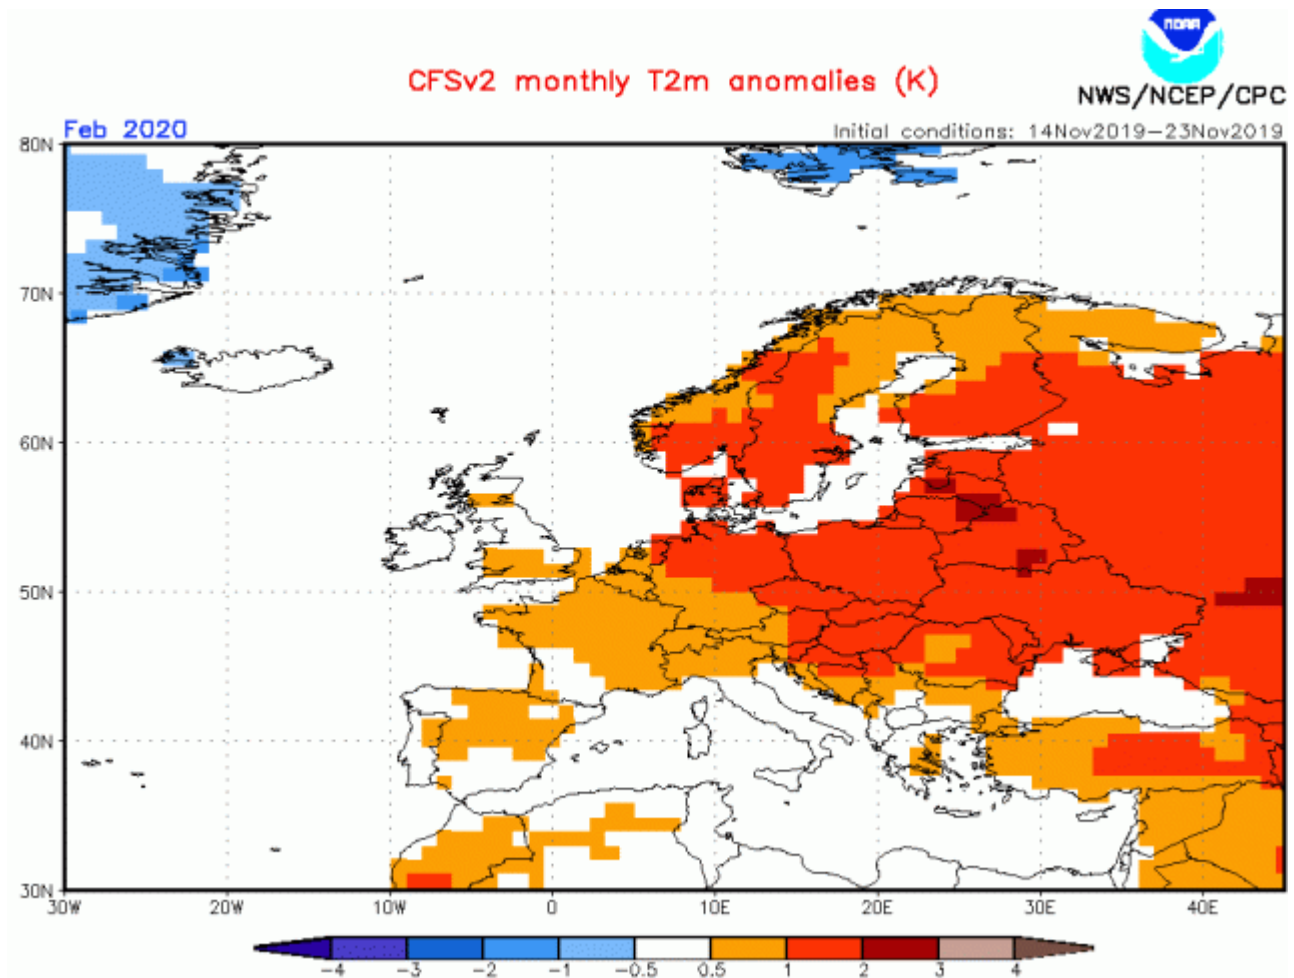 NOAA
CFSv2 monthly T2m anomalies (K)
NWS/NCEP/CPC
Feb 2020
Initial conditions: 14Nov2019–23Nov2019
80N
70N
60N
50N
40N
30N
30W 20W 10W 0 10E 20E 30E 40E
−4 −3 −2 −1 −0.5 0.5 1 2 3 4